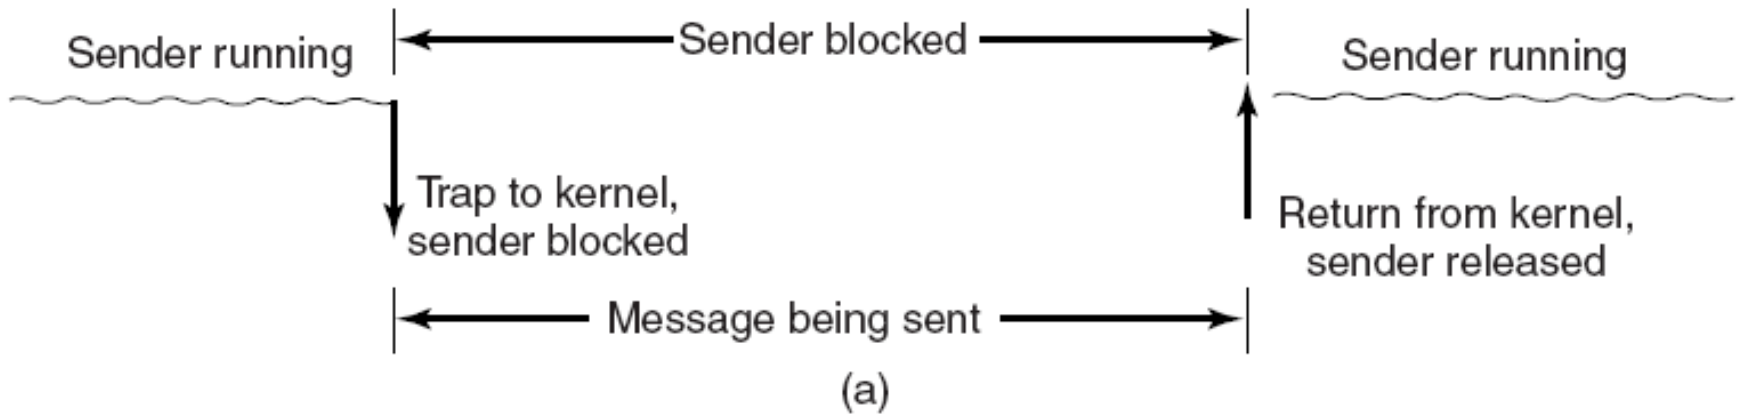 Sender running
Sender blocked
Sender running
Trap to kernel,
sender blocked
Return from kernel,
sender released
Message being sent
(a)